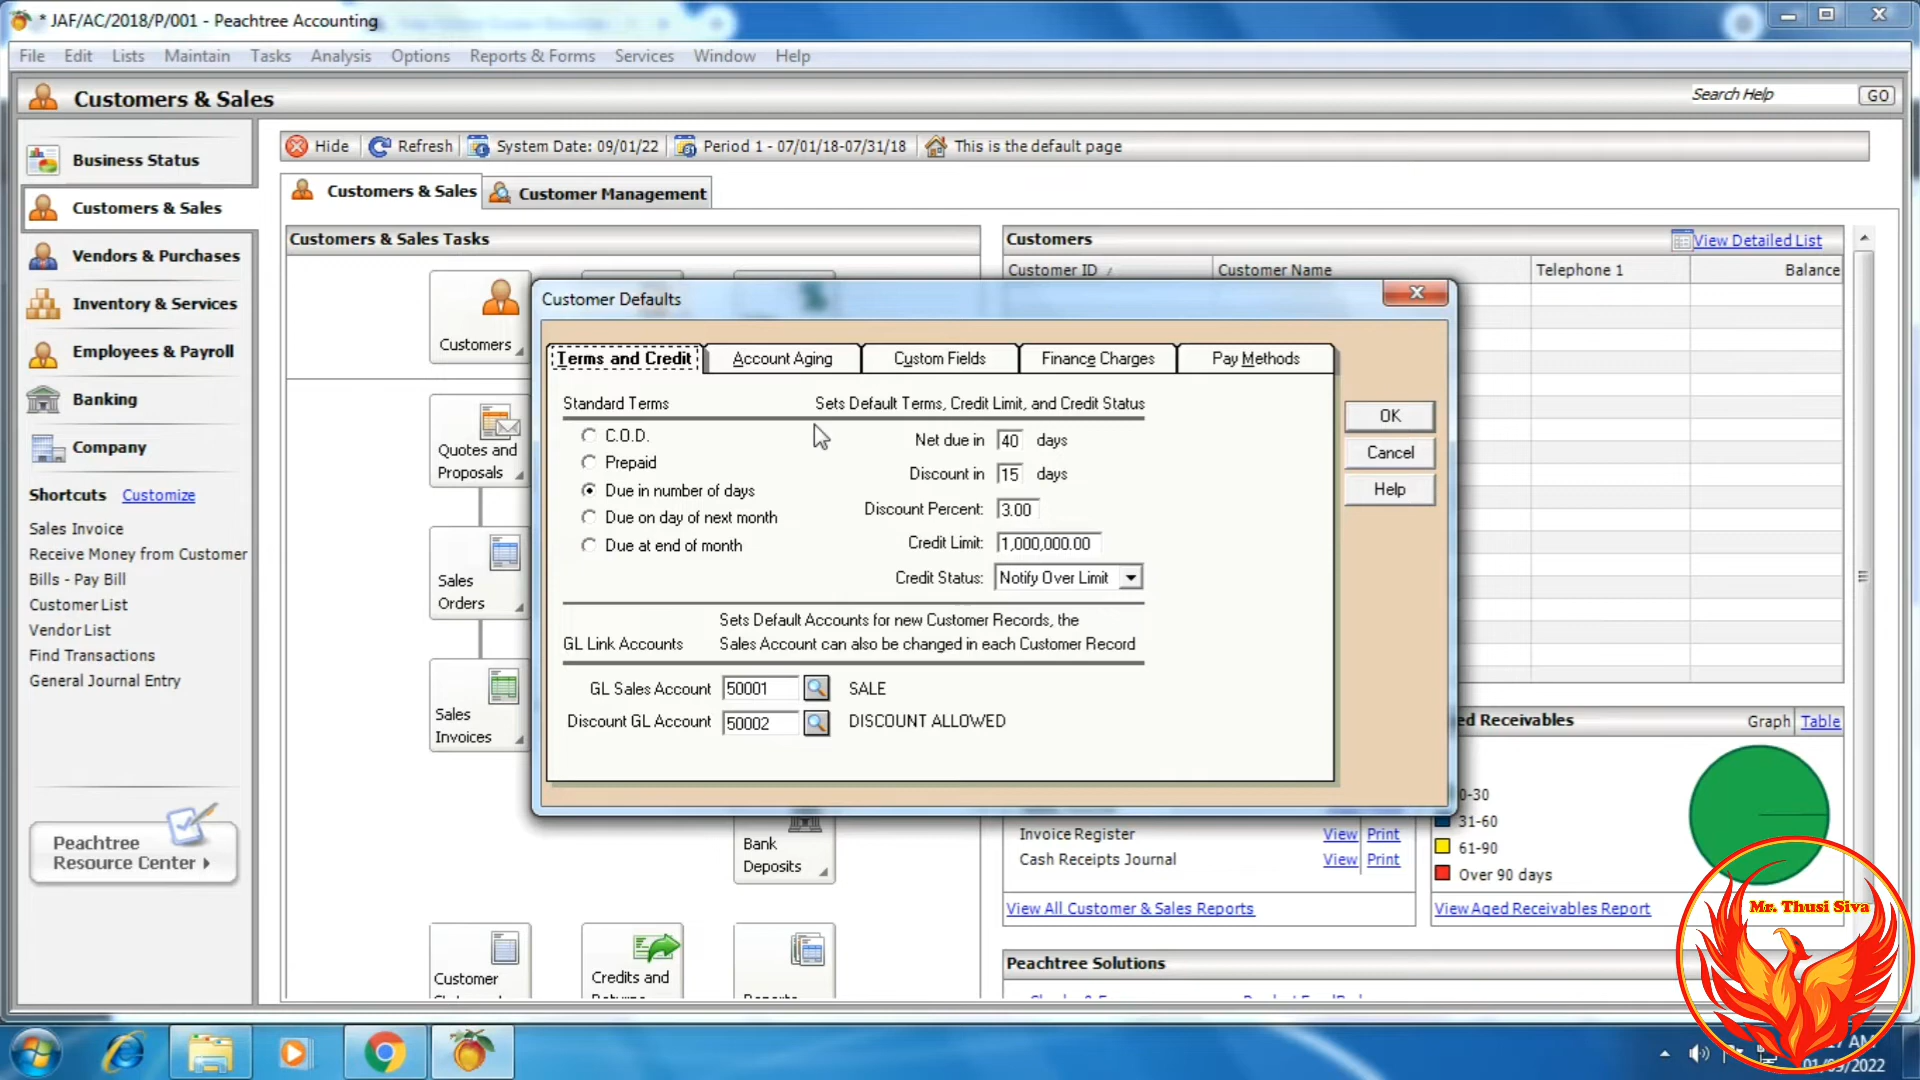 * JAF/AC/2018/P/001 - Peachtree Accounting
File Edit Lists Maintain Tasks Analysis Options Reports & Forms Services Window Help
Customers & Sales
Search Help
GO
Business Status
Customers & Sales
Vendors & Purchases
Inventory & Services
Employees & Payroll
Banking
Company
Shortcuts Customize
Sales Invoice
Receive Money from Customer
Bills - Pay Bill
Customer List
Vendor List
Find Transactions
General Journal Entry
Peachtree
Resource Center
Hide
Refresh
System Date: 09/01/22
Period 1 - 07/01/18-07/31/18
This is the default page
Customers & Sales
Customer Management
Customers & Sales Tasks
Customers
Quotes and
Proposals
Sales
Orders
Sales
Invoices
Bank
Deposits
Customer
Credits and
Customers
View Detailed List
Customer ID Customer Name Telephone 1 Balance
Customer Defaults
Terms and Credit
Account Aging
Custom Fields
Finance Charges
Pay Methods
Standard Terms
Sets Default Terms, Credit Limit, and Credit Status
C.O.D.
Prepaid
Due in number of days
Due on day of next month
Due at end of month
Net due in 40 days
Discount in 15 days
Discount Percent: 3.00
Credit Limit: 1,000,000.00
Credit Status: Notify Over Limit
GL Link Accounts
Sets Default Accounts for new Customer Records, the
Sales Account can also be changed in each Customer Record
GL Sales Account 50001 SALE
Discount GL Account 50002 DISCOUNT ALLOWED
OK
Cancel
Help
ed Receivables
Graph Table
0-30
31-60
61-90
Over 90 days
View Aged Receivables Report
Invoice Register View Print
Cash Receipts Journal View Print
View All Customer & Sales Reports
Peachtree Solutions
Mr. Thusi Siva